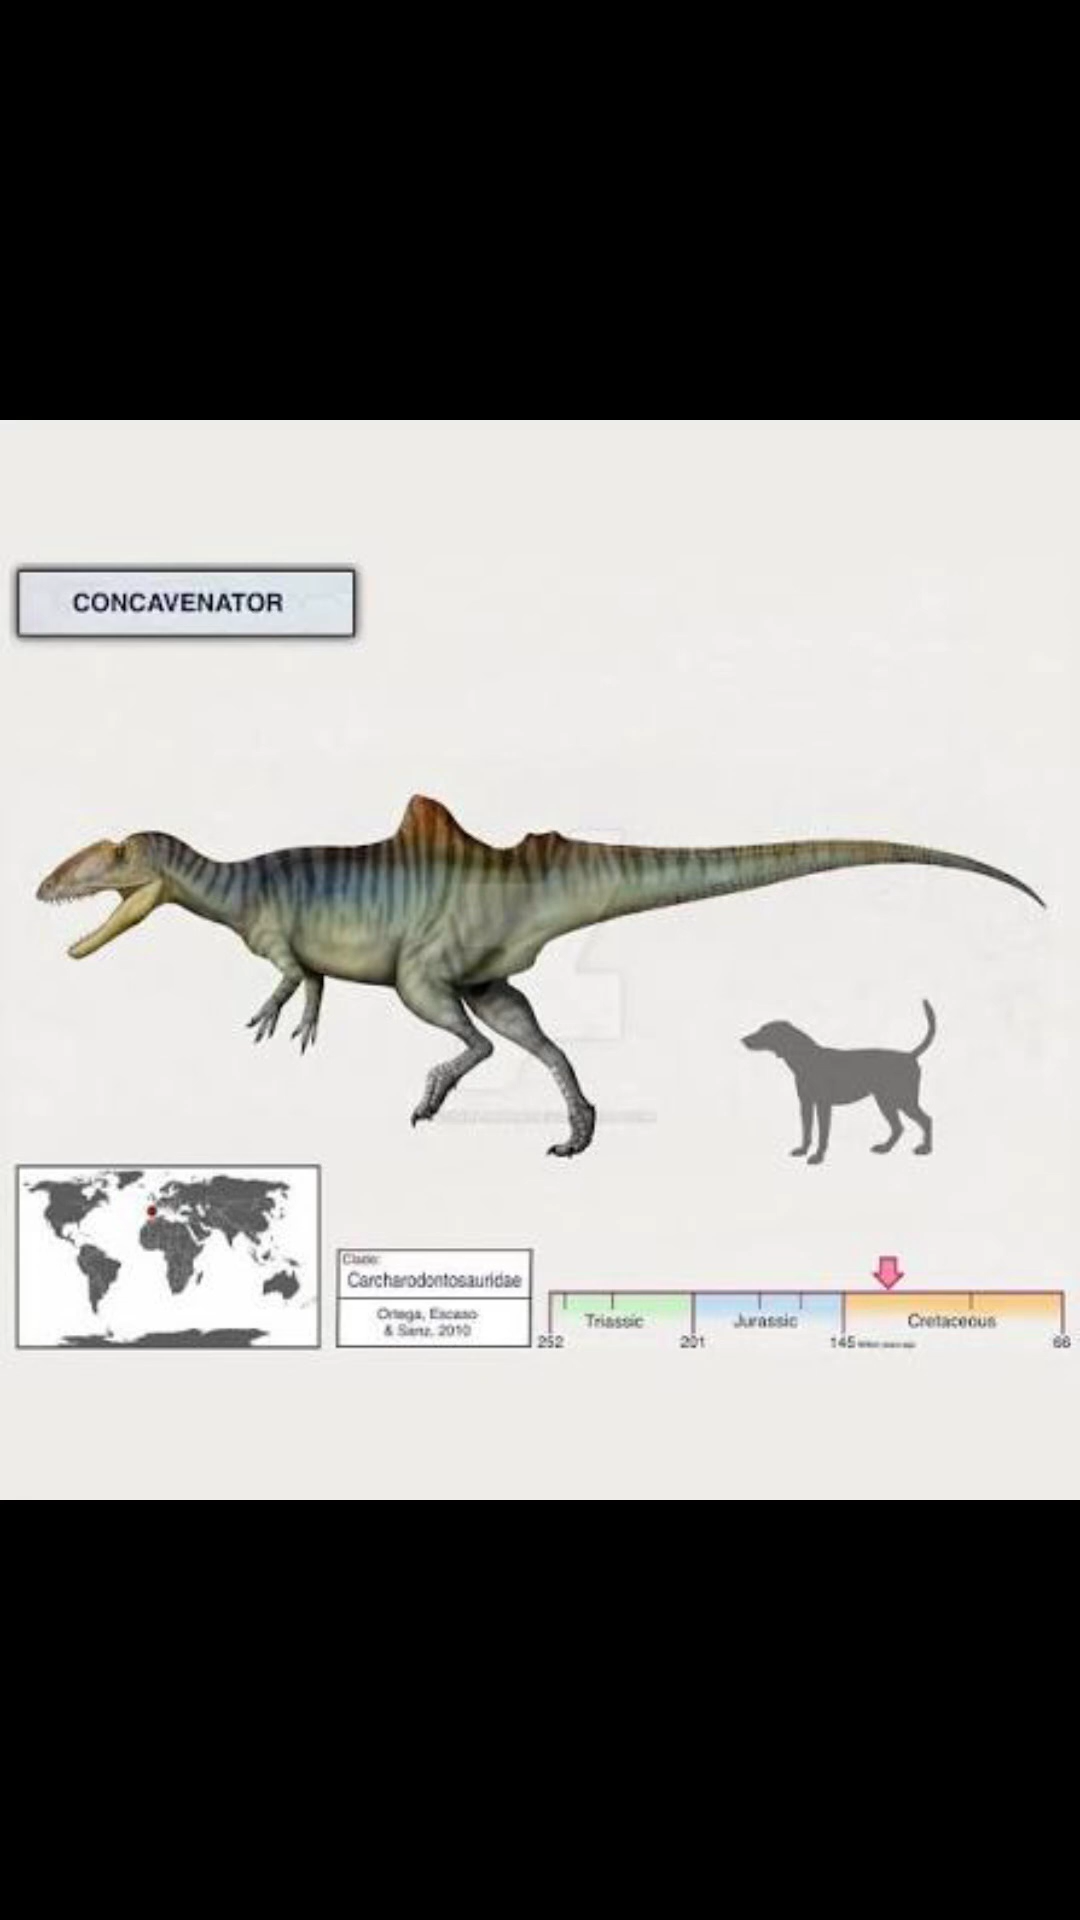 CONCAVENATOR
Clade:
Carcharodontosauridae
Ortega, Escaso
& Sanz, 2010
Triassic
Jurassic
Cretaceous
252
201
145
66